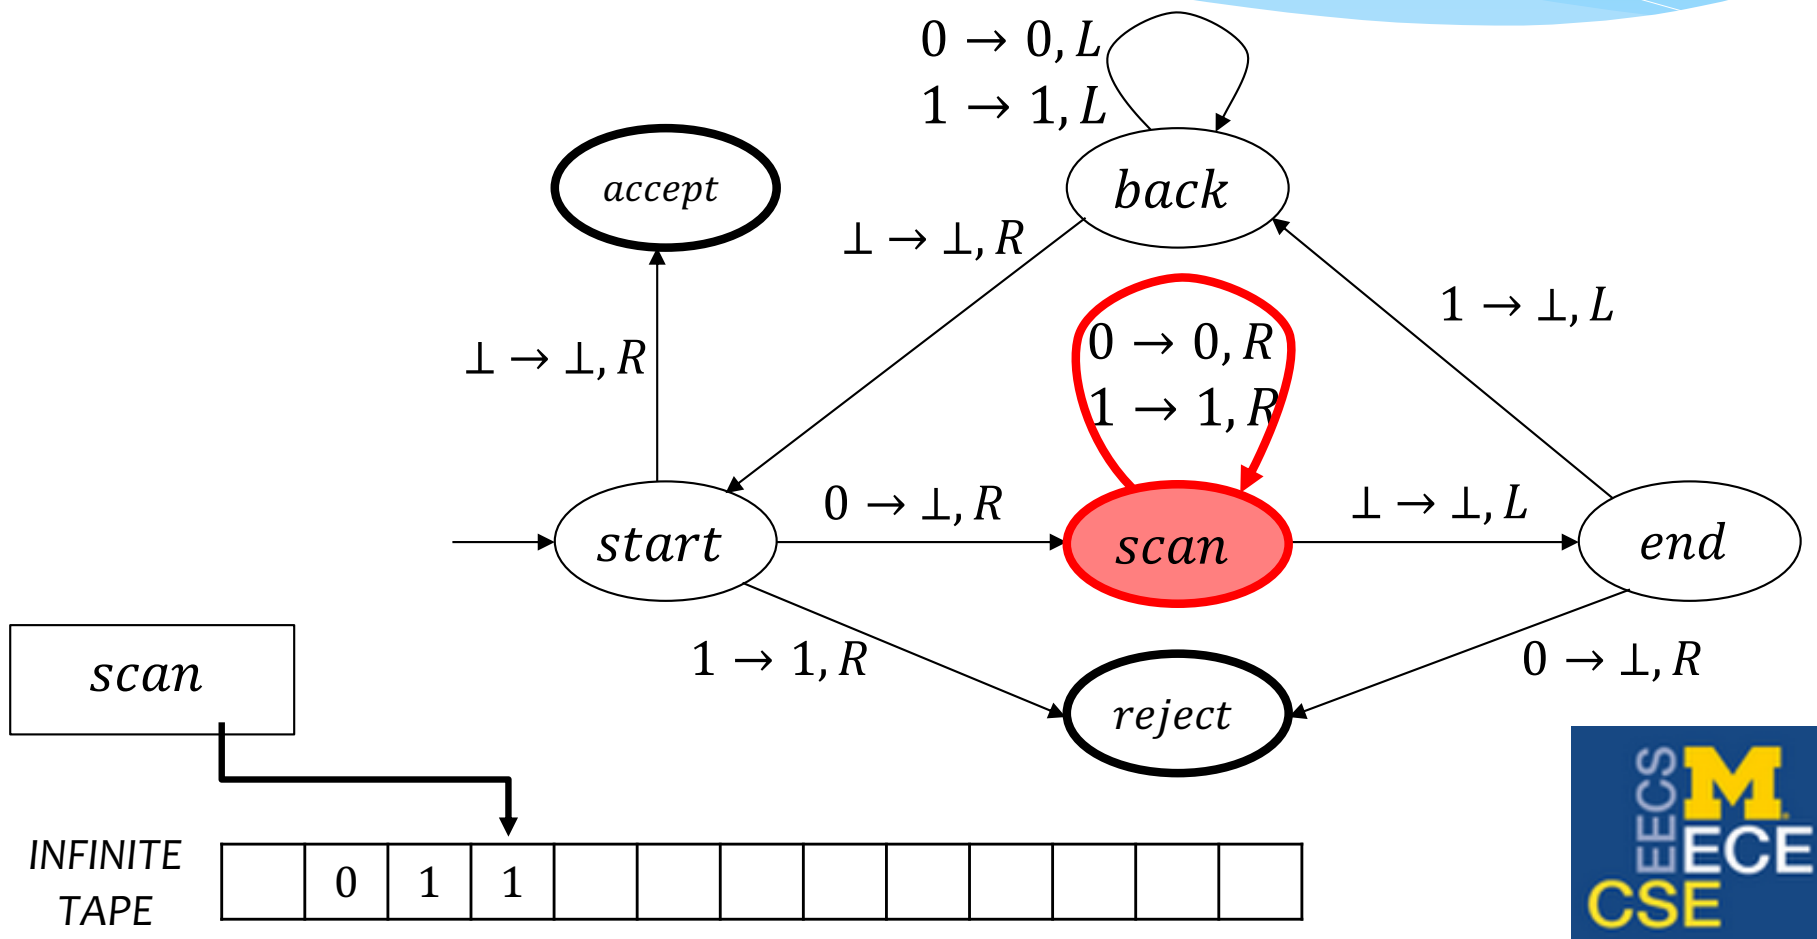 0 → 0, L
1 → 1, L
accept
back
⊥ → ⊥, R
1 → ⊥, L
⊥ → ⊥, R
0 → 0, R
1 → 1, R
start
0 → ⊥, R
scan
⊥ → ⊥, L
end
scan
1 → 1, R
reject
0 → ⊥, R
INFINITE
TAPE
0 1 1
EECS
M
ECE
CSE